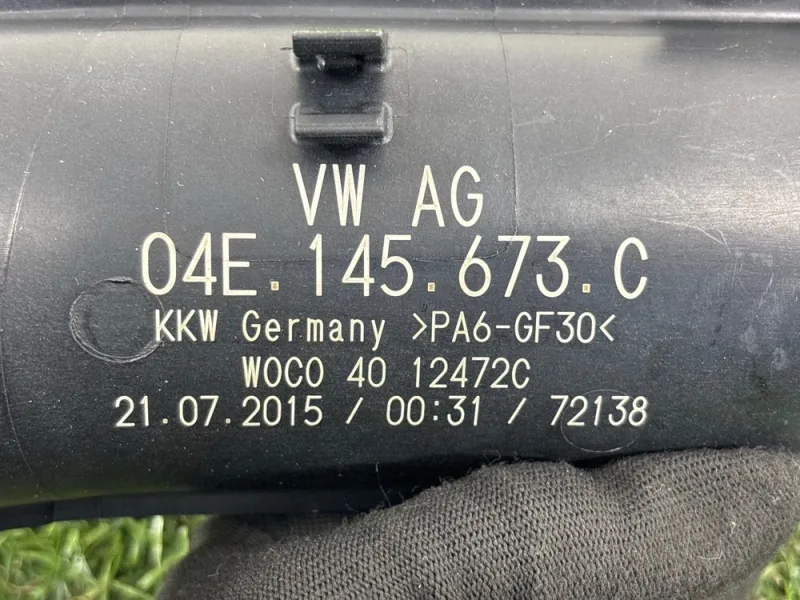 VW AG
04E.145.673.C
KKW Germany >PA6-GF30<
WOCO 40 12472C
21.07.2015 / 00:31 / 72138